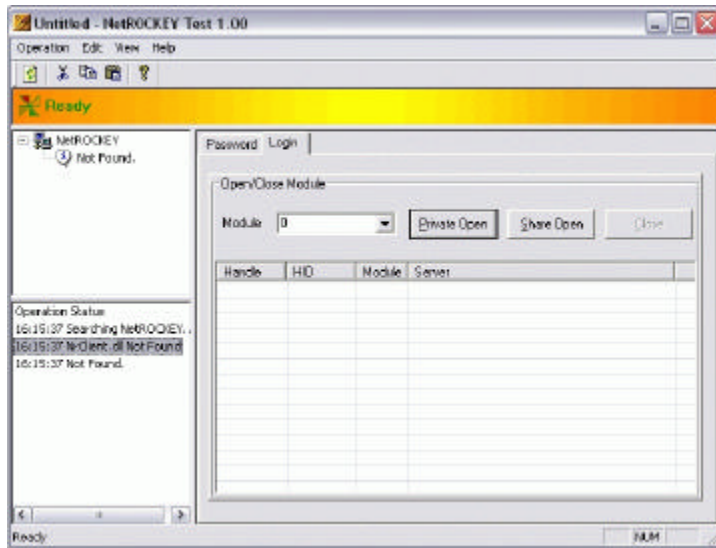 Untitled - NetROCKEY Test 1.00
Operation Edit View Help
Ready
NetROCKEY
Not Found.
Password Login
Open/Close Module
Module 0 Private Open Share Open Close
Handle HID Module Server
Operation Status
16:15:37 Searching NetROCKEY.
16:15:37 NrClient.dll Not Found
16:15:37 Not Found.
Ready NUM